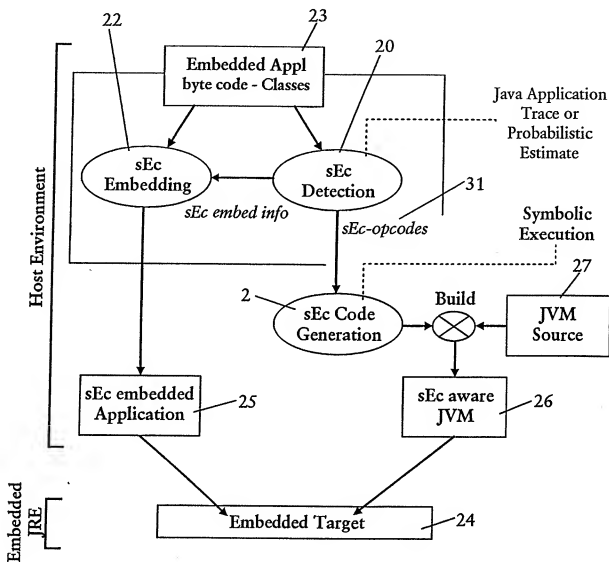 22
23
20
Embedded Appl
byte code - Classes
Java Application
Trace or
Probabilistic
Estimate
sEc
Embedding
sEc
Detection
31
sEc embed info
sEc-opcodes
Symbolic
Execution
Host Environment
2
sEc Code
Generation
Build
27
JVM
Source
sEc embedded
Application
25
sEc aware
JVM
26
Embedded
JRE
Embedded Target
24